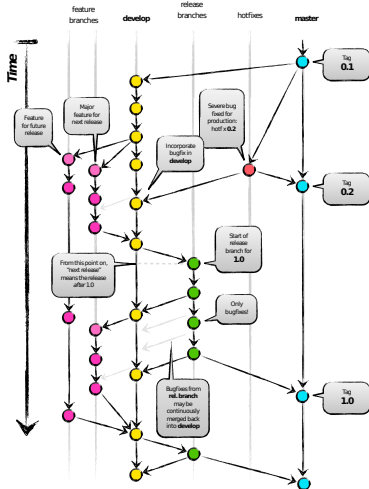 feature
branches
develop
release
branches
hotfixes
master
Time
Tag
0.1
Feature
for future
release
Major
feature for
next release
Severe bug
fixed for
production:
hotfix 0.2
Incorporate
bugfix in
develop
Tag
0.2
Start of
release
branch for
1.0
From this point on,
"next release"
means the release
after 1.0
Only
bugfixes!
Tag
1.0
Bugfixes from
rel. branch
may be
continuously
merged back
into develop